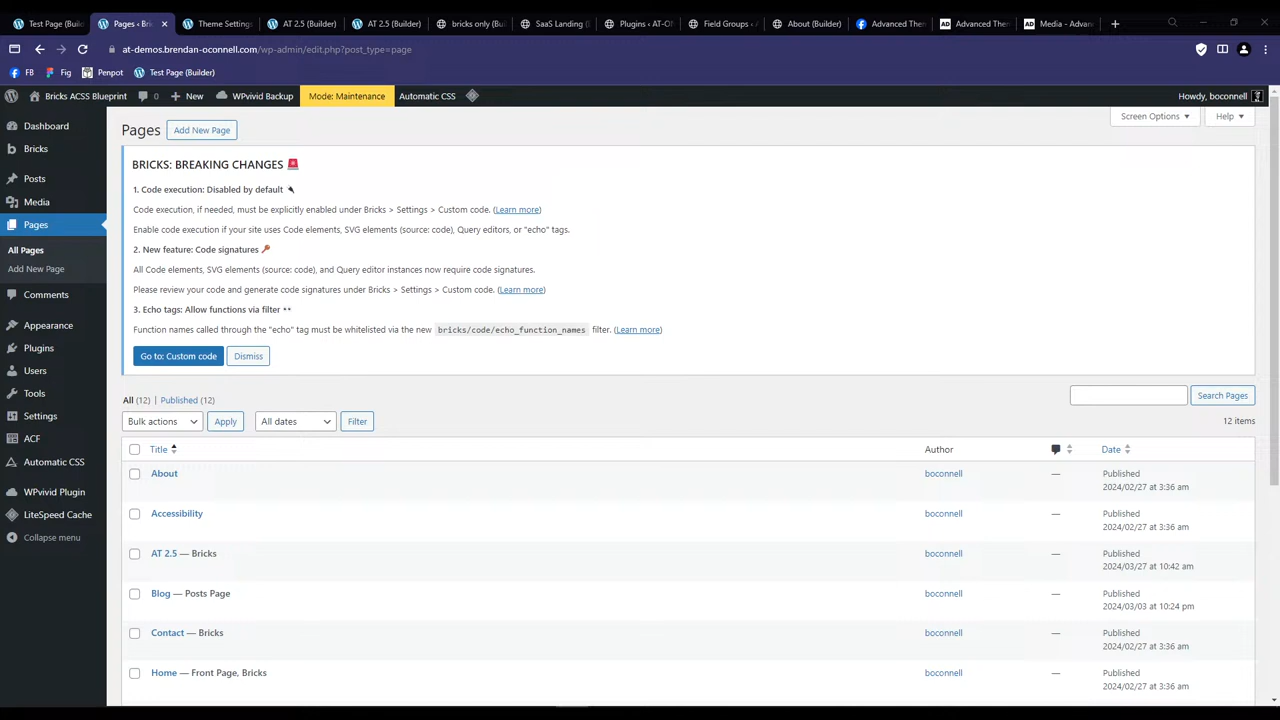 Test Page (Build
Pages ‹ Bric
Theme Settings
AT 2.5 (Builder)
AT 2.5 (Builder)
bricks only (Bui
SaaS Landing (
Plugins ‹ AT-ON
Field Groups ‹
About (Builder)
Advanced Ther
Advanced Them
Media - Advan
at-demos.brendan-oconnell.com/wp-admin/edit.php?post_type=page
FB
Fig
Penpot
Test Page (Builder)
Bricks ACSS Blueprint
0
New
WPvivid Backup
Mode: Maintenance
Automatic CSS
Howdy, boconnell
Dashboard
Bricks
Posts
Media
Pages
All Pages
Add New Page
Comments
Appearance
Plugins
Users
Tools
Settings
ACF
Automatic CSS
WPvivid Plugin
LiteSpeed Cache
Collapse menu
Pages
Add New Page
Screen Options
Help
BRICKS: BREAKING CHANGES
1. Code execution: Disabled by default
Code execution, if needed, must be explicitly enabled under Bricks > Settings > Custom code. (Learn more)
Enable code execution if your site uses Code elements, SVG elements (source: code), Query editors, or "echo" tags.
2. New feature: Code signatures
All Code elements, SVG elements (source: code), and Query editor instances now require code signatures.
Please review your code and generate code signatures under Bricks > Settings > Custom code. (Learn more)
3. Echo tags: Allow functions via filter
Function names called through the "echo" tag must be whitelisted via the new bricks/code/echo_function_names filter. (Learn more)
Go to: Custom code
Dismiss
All (12) | Published (12)
Search Pages
Bulk actions
Apply
All dates
Filter
12 items
Title
Author
Date
About
boconnell
—
Published
2024/02/27 at 3:36 am
Accessibility
boconnell
—
Published
2024/02/27 at 3:36 am
AT 2.5 — Bricks
boconnell
—
Published
2024/03/27 at 10:42 am
Blog — Posts Page
boconnell
—
Published
2024/03/03 at 10:24 pm
Contact — Bricks
boconnell
—
Published
2024/02/27 at 3:36 am
Home — Front Page, Bricks
boconnell
—
Published
2024/02/27 at 3:36 am